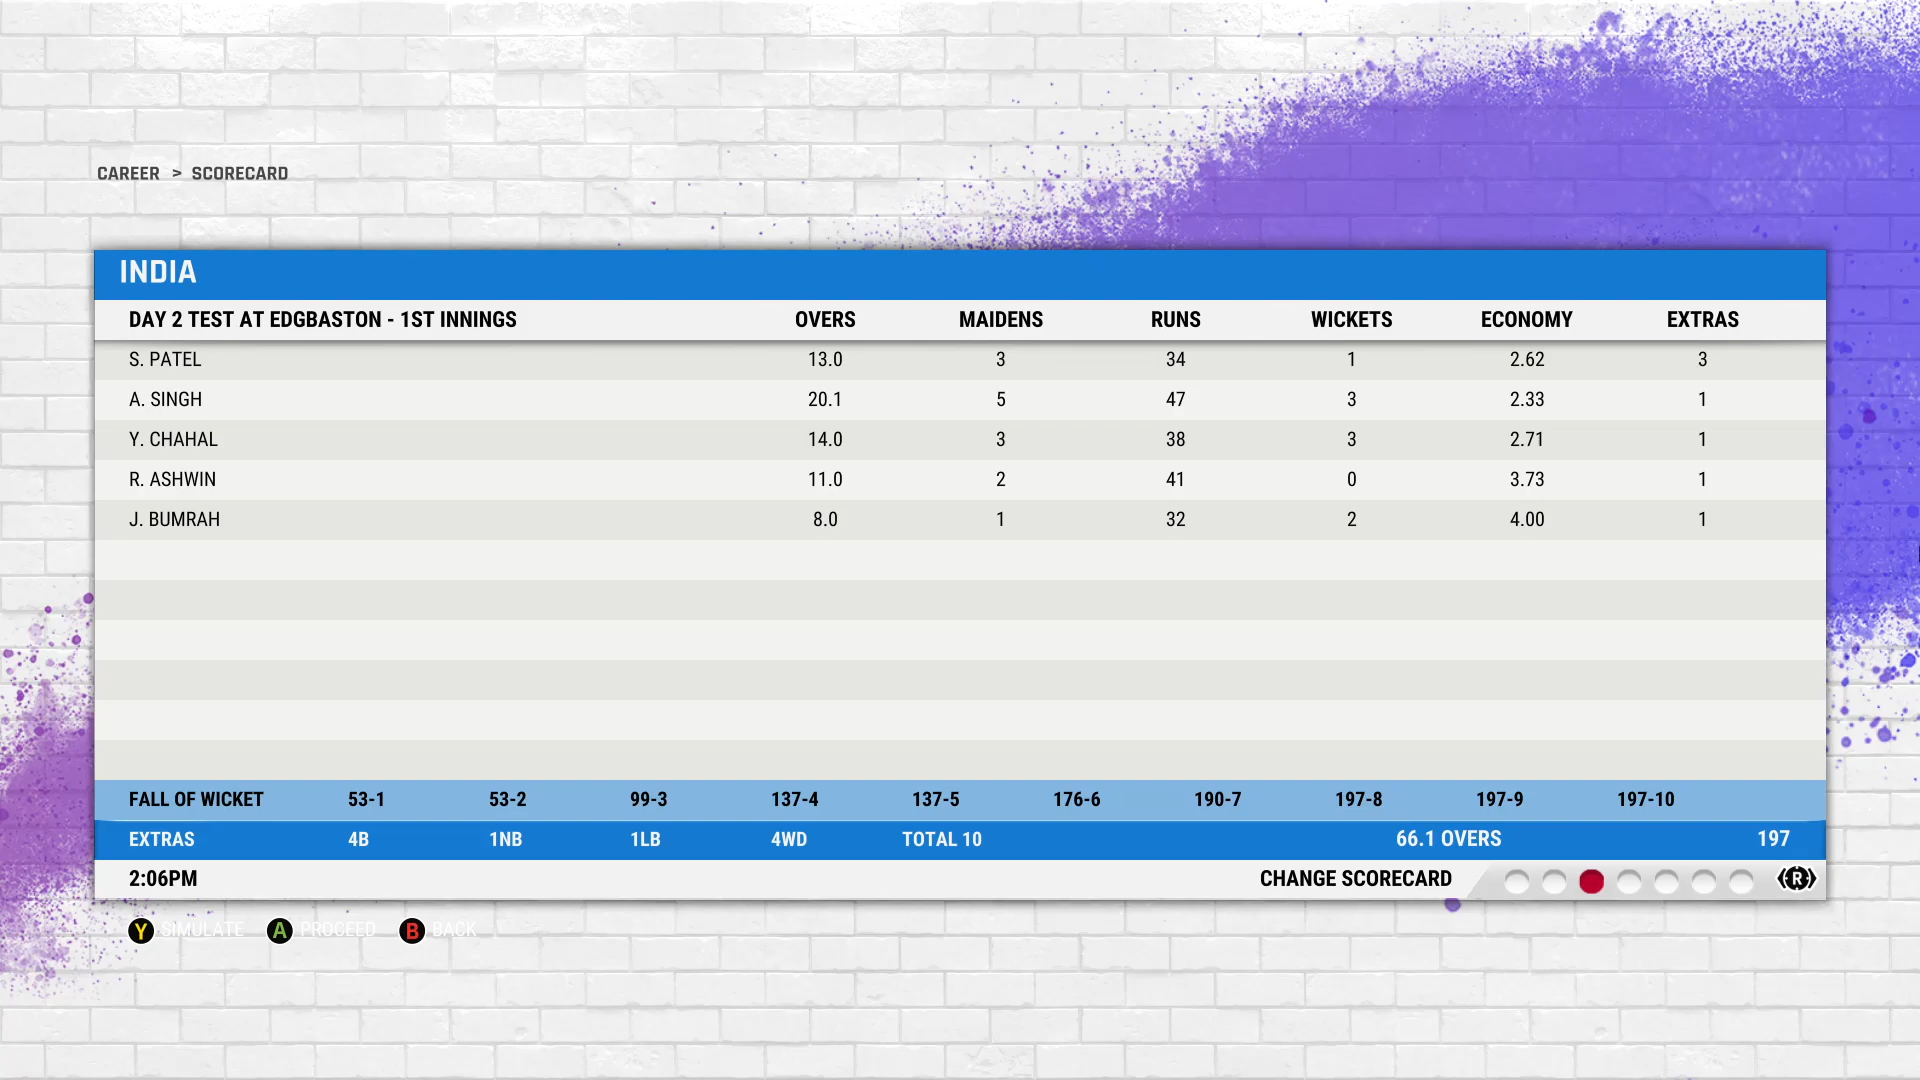 CAREER > SCORECARD
INDIA
DAY 2 TEST AT EDGBASTON - 1ST INNINGS OVERS MAIDENS RUNS WICKETS ECONOMY EXTRAS
S. PATEL 13.0 3 34 1 2.62 3
A. SINGH 20.1 5 47 3 2.33 1
Y. CHAHAL 14.0 3 38 3 2.71 1
R. ASHWIN 11.0 2 41 0 3.73 1
J. BUMRAH 8.0 1 32 2 4.00 1
FALL OF WICKET 53-1 53-2 99-3 137-4 137-5 176-6 190-7 197-8 197-9 197-10
EXTRAS 4B 1NB 1LB 4WD TOTAL 10 66.1 OVERS 197
2:06PM CHANGE SCORECARD R
Y SIMULATE A PROCEED B BACK